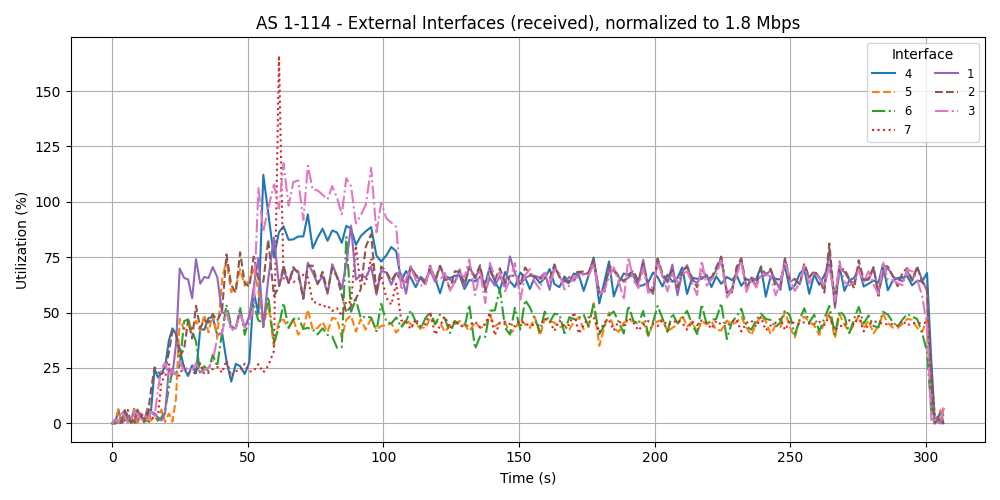 AS 1-114 - External Interfaces (received), normalized to 1.8 Mbps
Interface
4 1
5 2
6 3
7
Utilization (%)
150
125
100
75
50
25
0
0 50 100 150 200 250 300
Time (s)